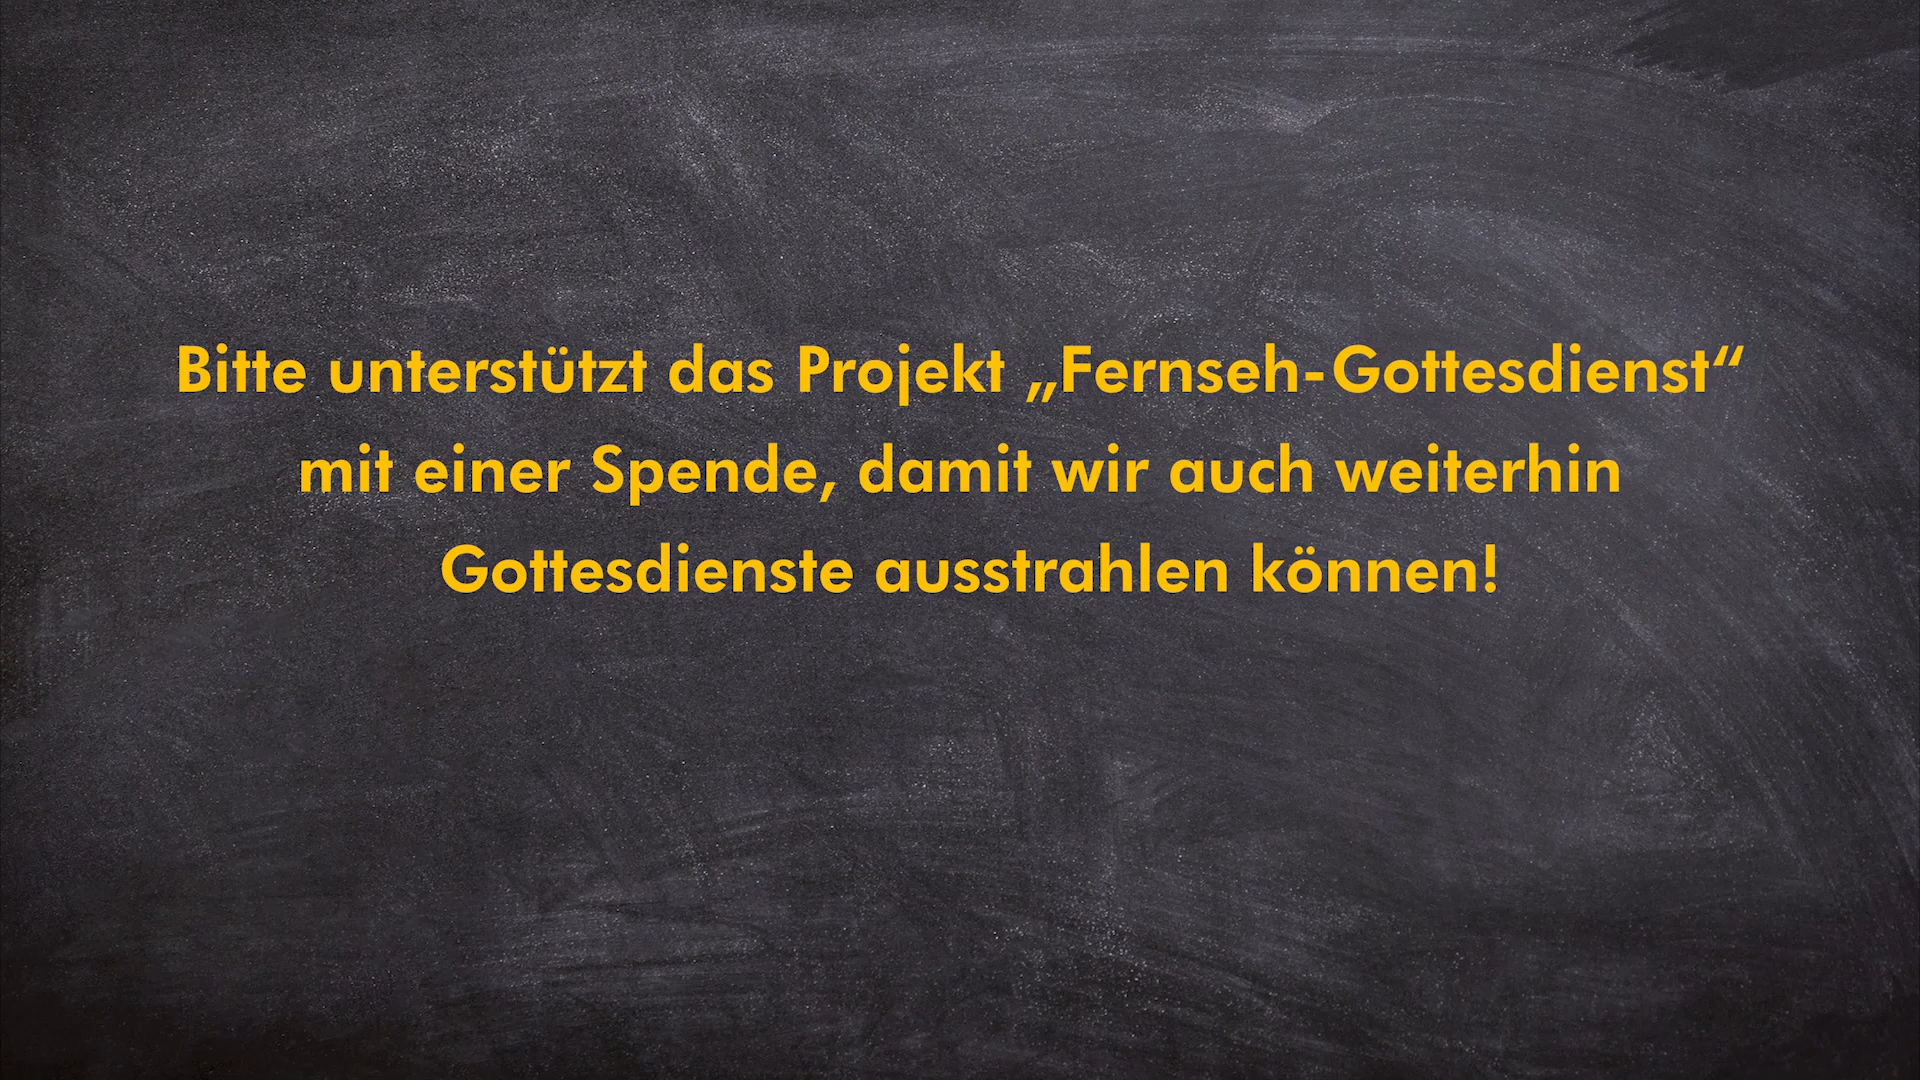 Bitte unterstützt das Projekt „Fernseh-Gottesdienst“
mit einer Spende, damit wir auch weiterhin
Gottesdienste ausstrahlen können!